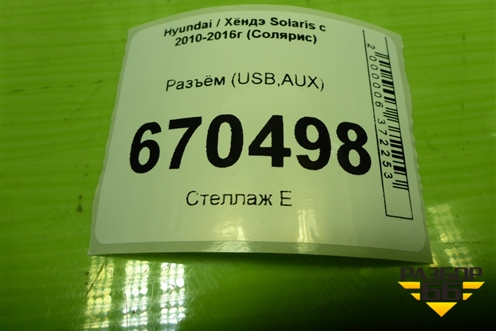 Hyundai / Хёндэ Solaris с
2010-2016г (Солярис)
Разъём (USB,AUX)
670498
Стеллаж Е
2000006372253
РАЗБОР
66